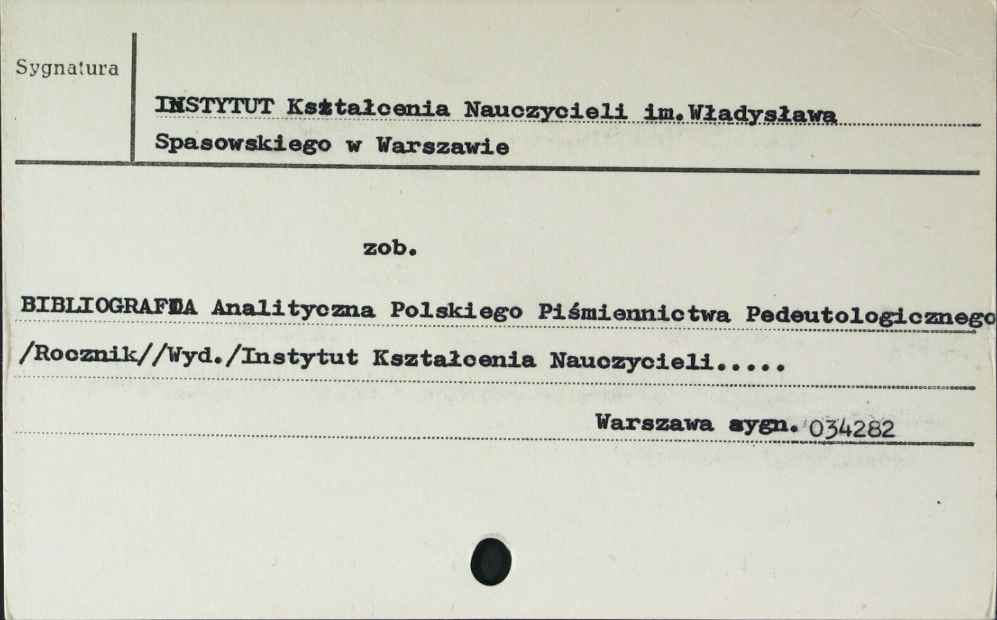 Sygnatura
INSTYTUT Kształcenia Nauczycieli im.Władysława
Spasowskiego w Warszawie
zob.
BIBLIOGRAFIA Analityczna Polskiego Piśmiennictwa Pedeutologicznego
/Rocznik//Wyd./Instytut Kształcenia Nauczycieli.....
Warszawa sygn. 034282